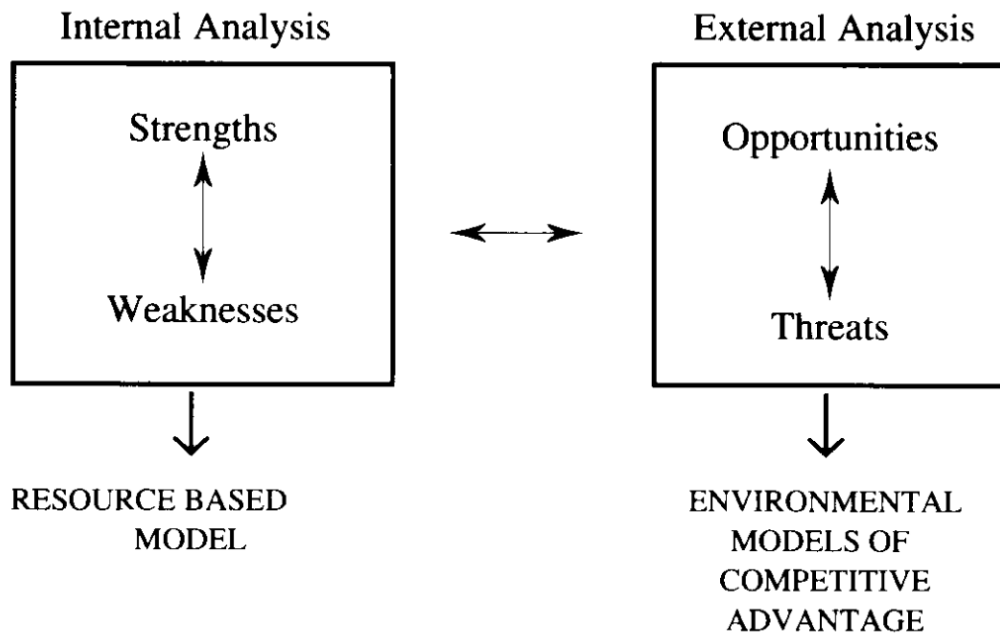 Internal Analysis
Strengths
Weaknesses
RESOURCE BASED
MODEL
External Analysis
Opportunities
Threats
ENVIRONMENTAL
MODELS OF
COMPETITIVE
ADVANTAGE